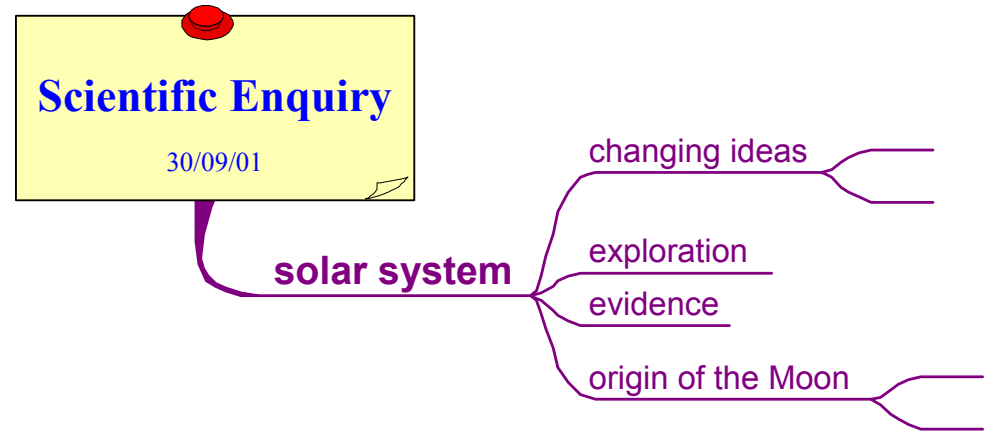 Scientific Enquiry
30/09/01
solar system
changing ideas
exploration
evidence
origin of the Moon